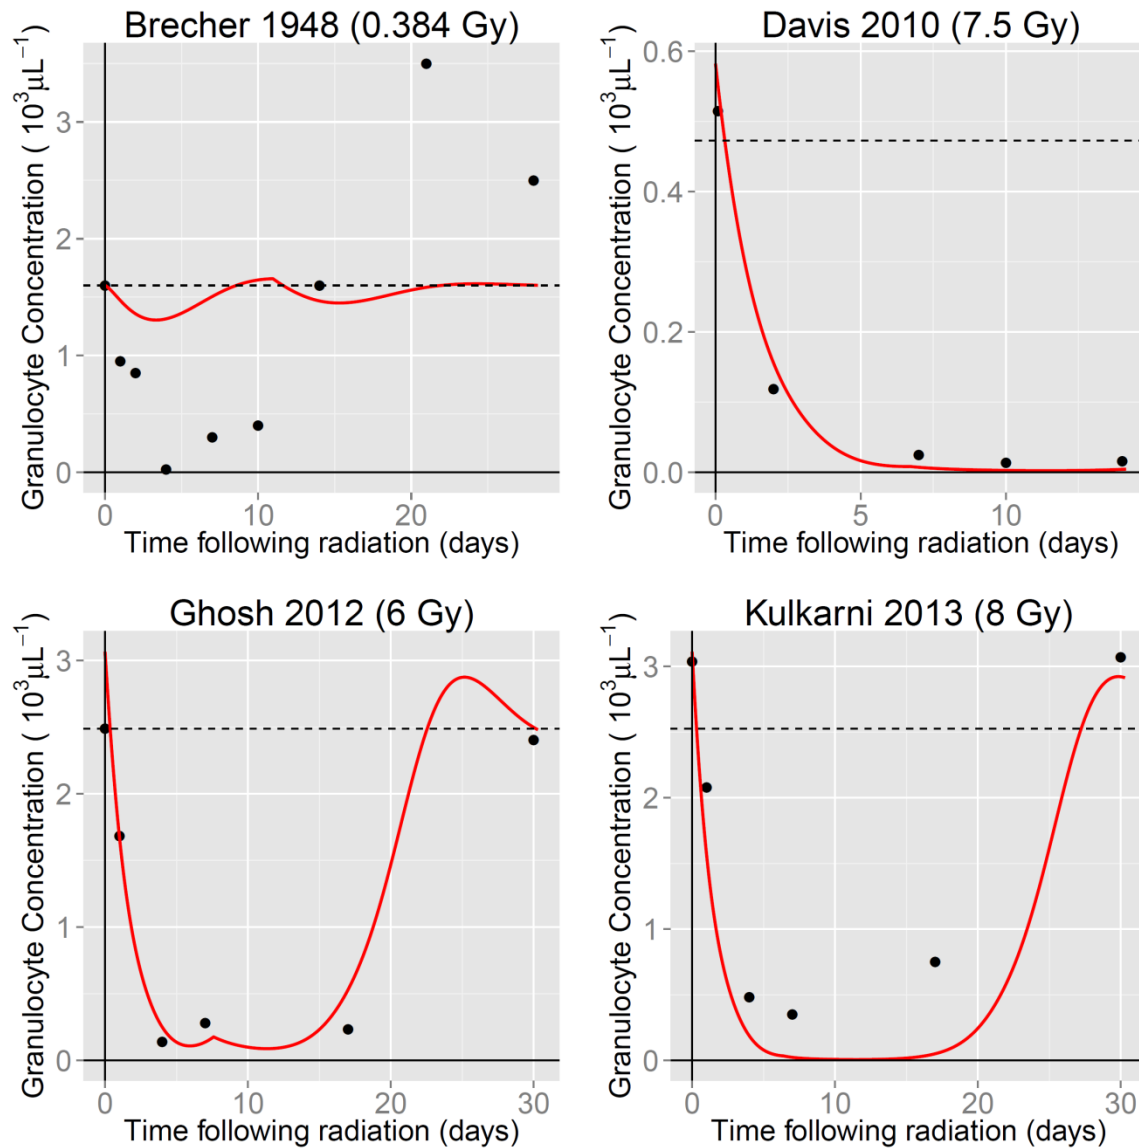 Brecher 1948 (0.384 Gy)
Granulocyte Concentration ( 10³μL⁻¹)
3
2
1
0
0 10 20
Time following radiation (days)
Davis 2010 (7.5 Gy)
Granulocyte Concentration ( 10³μL⁻¹)
0.6
0.4
0.2
0.0
0 5 10
Time following radiation (days)
Ghosh 2012 (6 Gy)
Granulocyte Concentration ( 10³μL⁻¹)
3
2
1
0
0 10 20 30
Time following radiation (days)
Kulkarni 2013 (8 Gy)
Granulocyte Concentration ( 10³μL⁻¹)
3
2
1
0
0 10 20 30
Time following radiation (days)